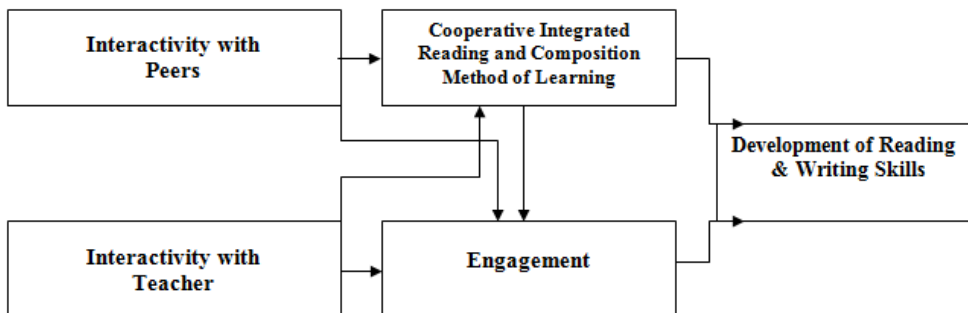 Interactivity with
Peers
Cooperative Integrated
Reading and Composition
Method of Learning
Development of Reading
& Writing Skills
Interactivity with
Teacher
Engagement